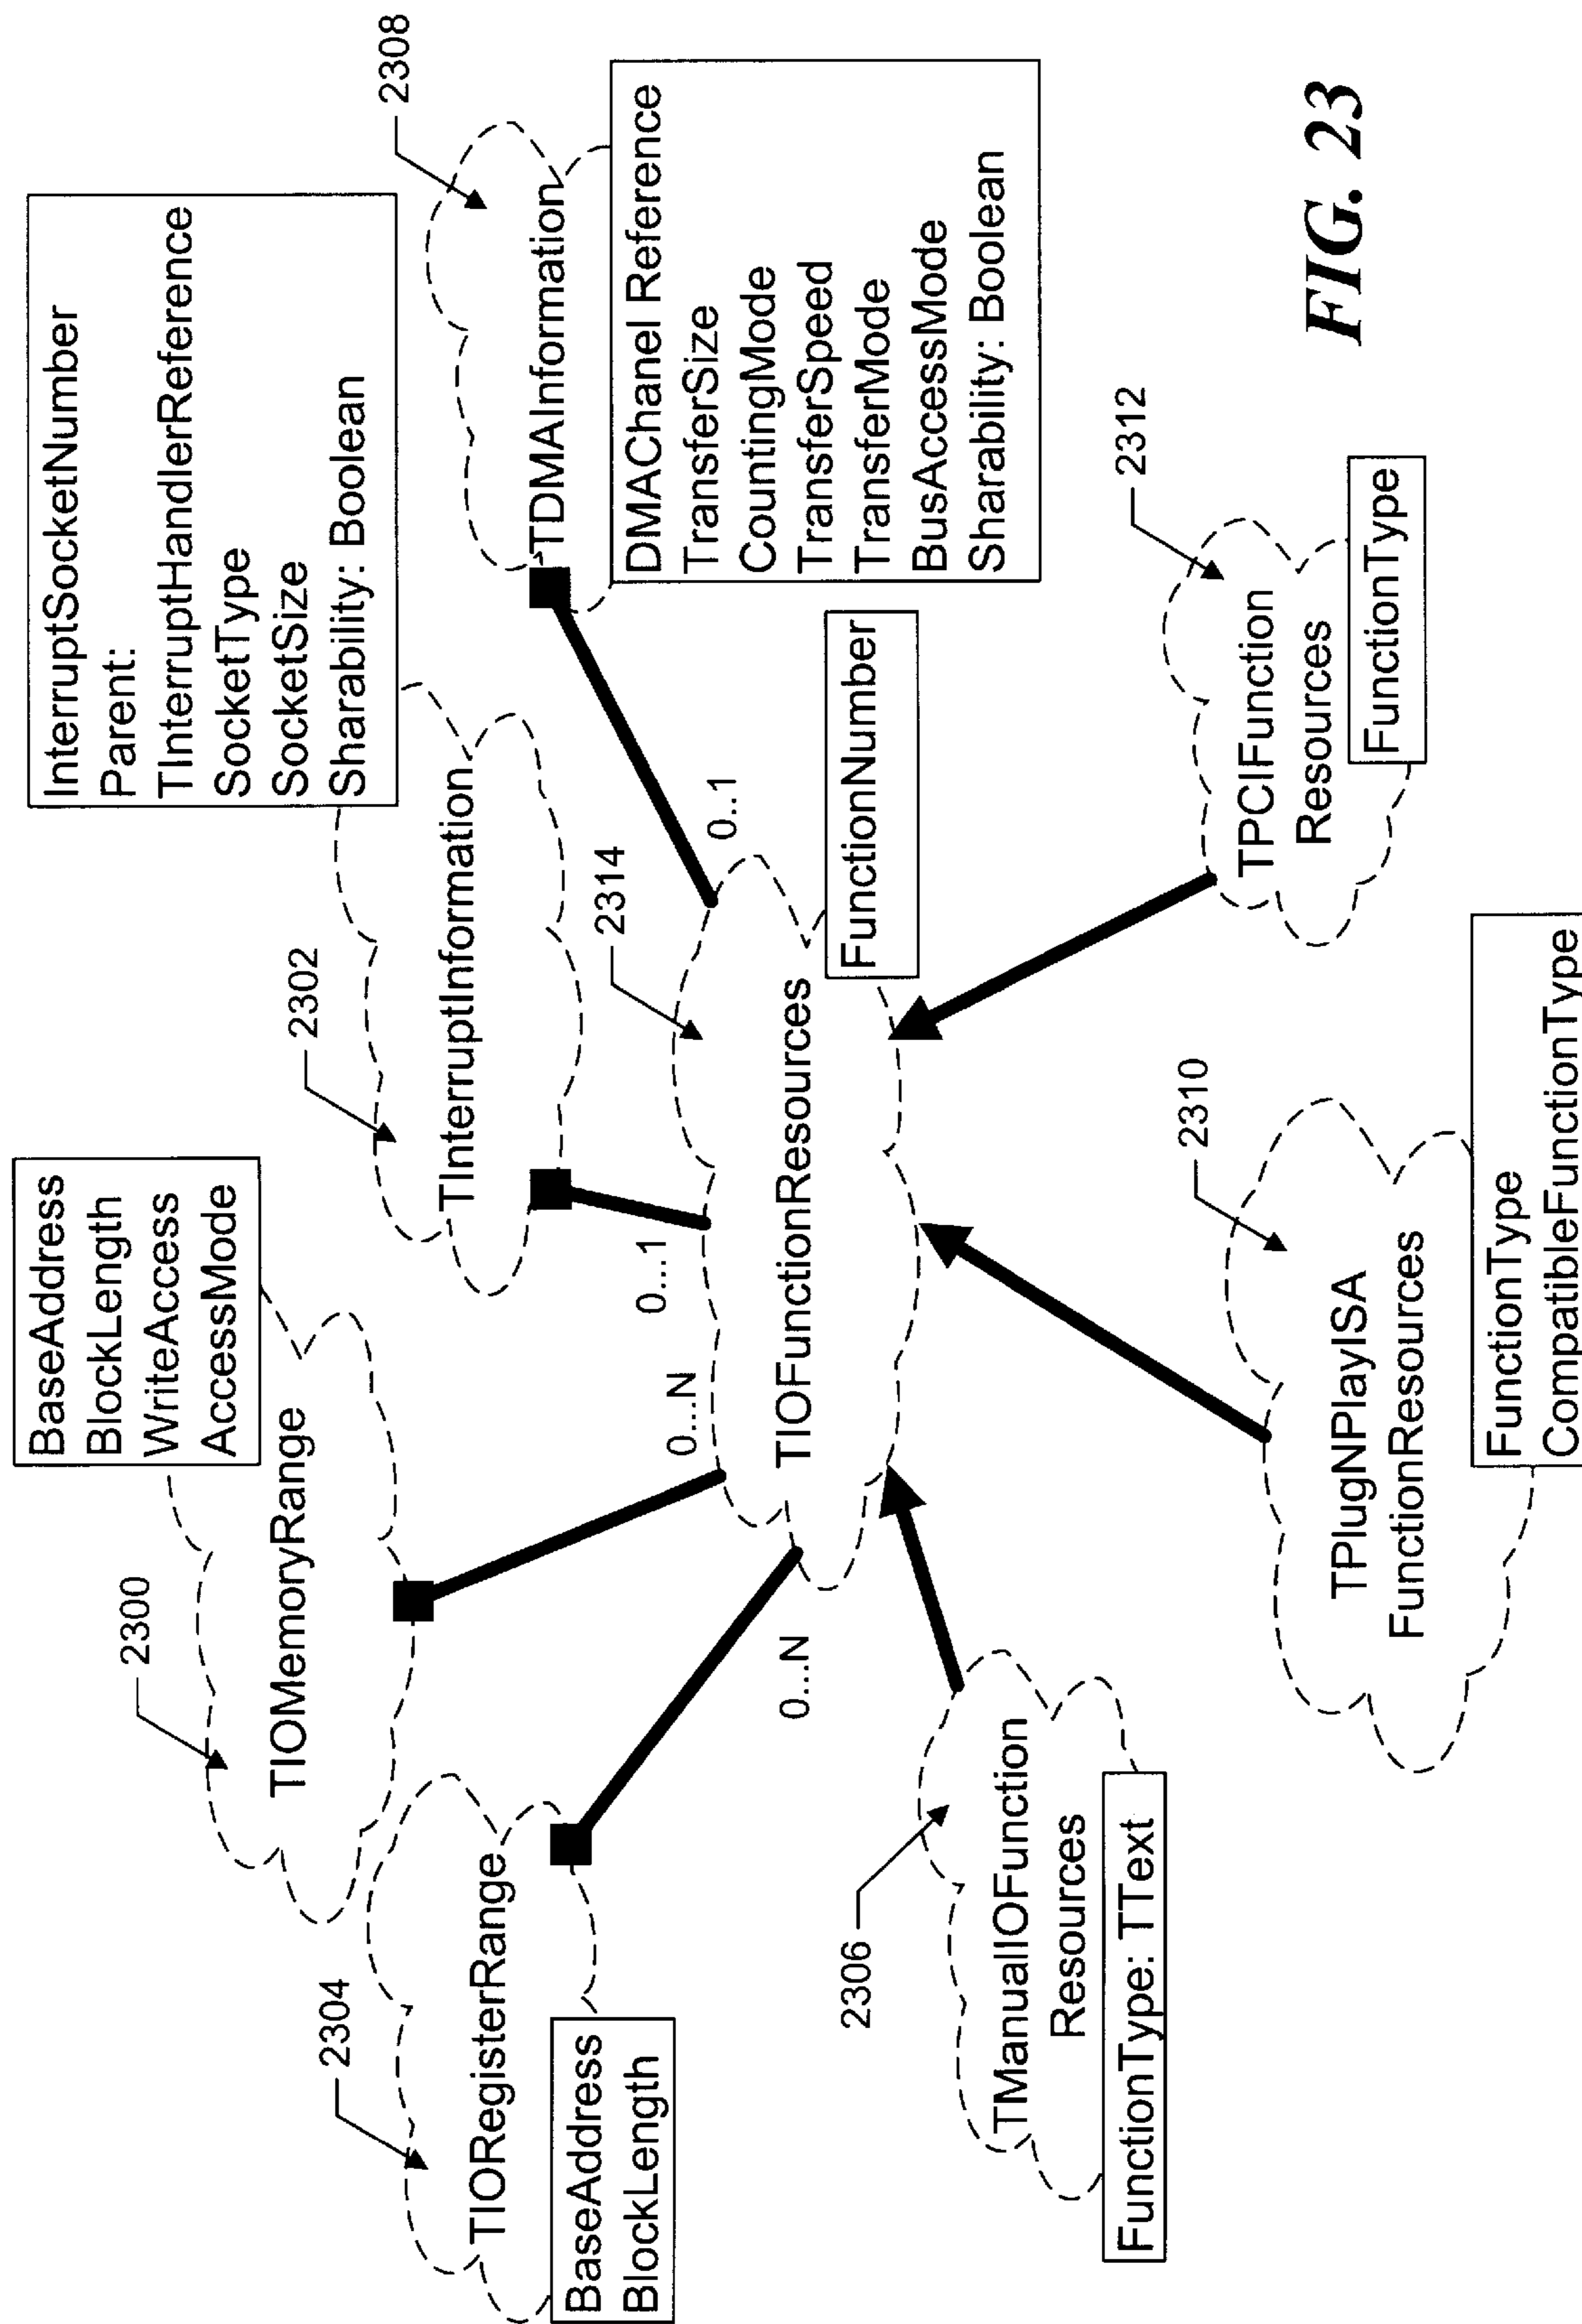 2300
TIOMemoryRange
BaseAddress
BlockLength
WriteAccess
AccessMode
2302
TInterruptInformation
InterruptSocketNumber
Parent:
TInterruptHandlerReference
SocketType
SocketSize
Sharability: Boolean
2304
TIORegisterRange
BaseAddress
BlockLength
2308
TDMAInformation
DMAChanel Reference
TransferSize
CountingMode
TransferSpeed
TransferMode
BusAccessMode
Sharability: Boolean
0...N
0...N
0...1
0..1
2314
TIOFunctionResources
FunctionNumber
2306
TManualIOFunction
Resources
FunctionType: TText
2310
TPlugNPlayISA
FunctionResources
FunctionType
CompatibleFunctionType
2312
TPCIFunction
Resources
FunctionType
FIG. 23